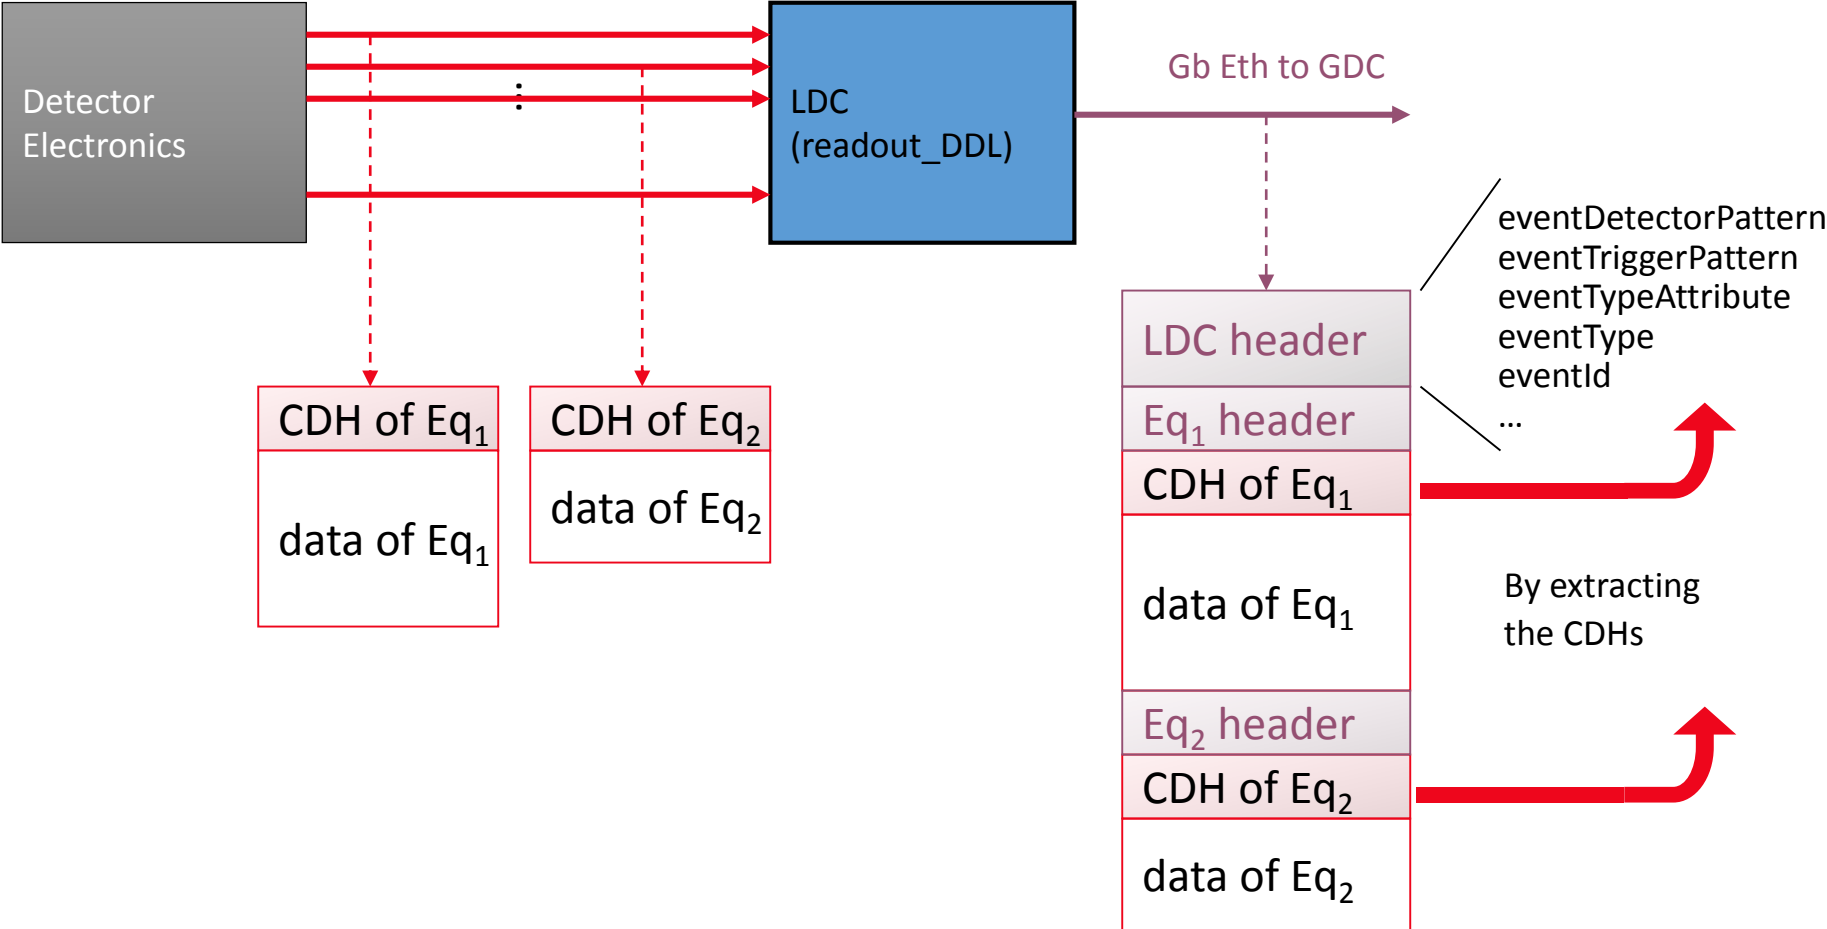 Detector
Electronics
⋮
LDC
(readout_DDL)
Gb Eth to GDC
eventDetectorPattern
eventTriggerPattern
eventTypeAttribute
eventType
eventId
...
CDH of Eq₁
data of Eq₁
CDH of Eq₂
data of Eq₂
LDC header
Eq₁ header
CDH of Eq₁
data of Eq₁
Eq₂ header
CDH of Eq₂
data of Eq₂
By extracting
the CDHs